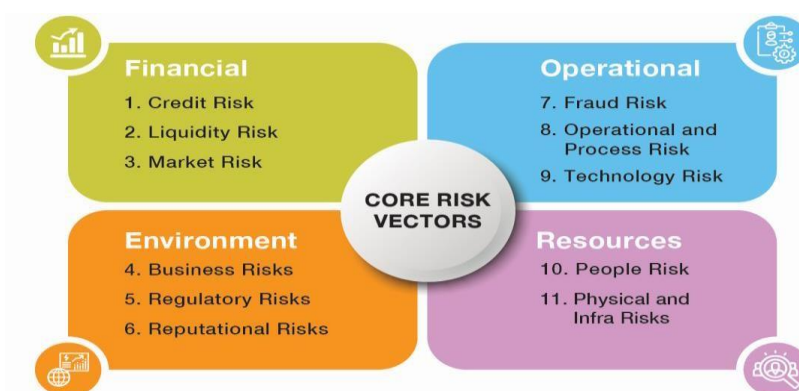 Financial
1. Credit Risk
2. Liquidity Risk
3. Market Risk
Operational
7. Fraud Risk
8. Operational and
Process Risk
9. Technology Risk
CORE RISK
VECTORS
Environment
4. Business Risks
5. Regulatory Risks
6. Reputational Risks
Resources
10. People Risk
11. Physical and
Infra Risks